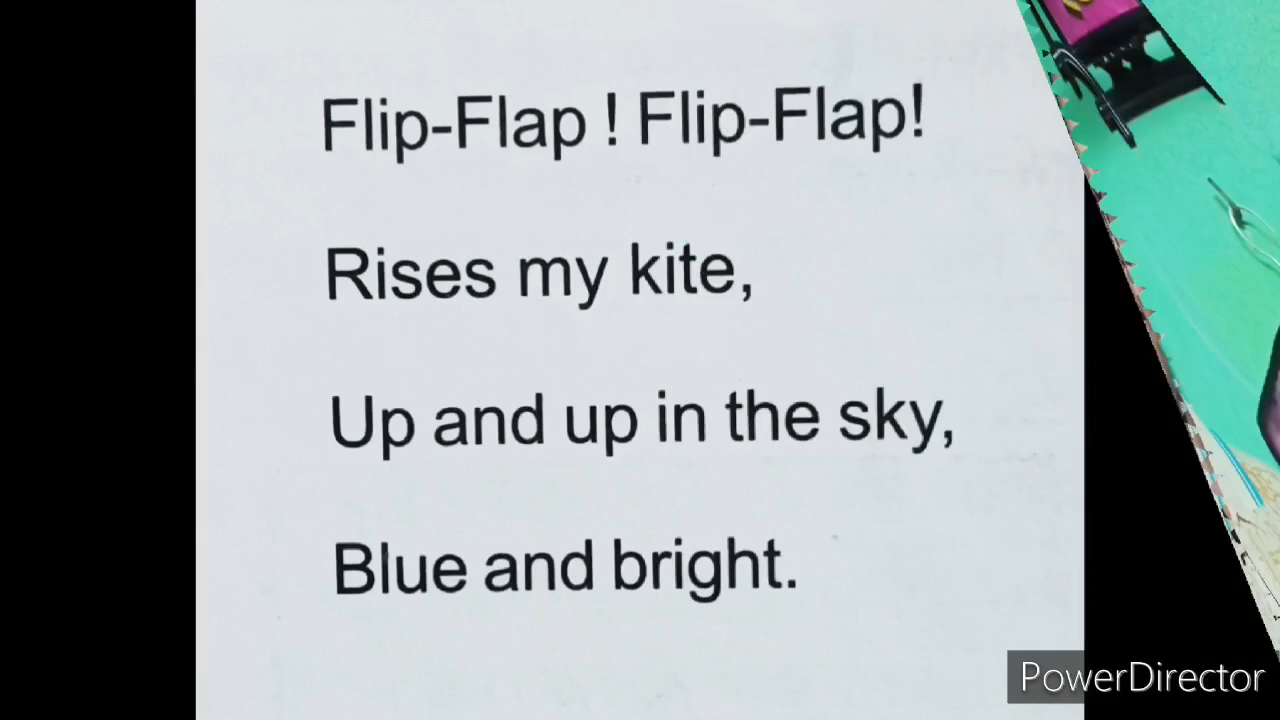 Flip-Flap ! Flip-Flap!
Rises my kite,
Up and up in the sky,
Blue and bright.
PowerDirector